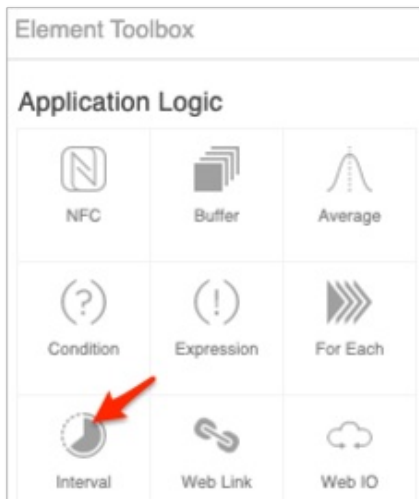 Element Toolbox
Application Logic
NFC Buffer Average
(?) (!)
Condition Expression For Each
Interval Web Link Web IO